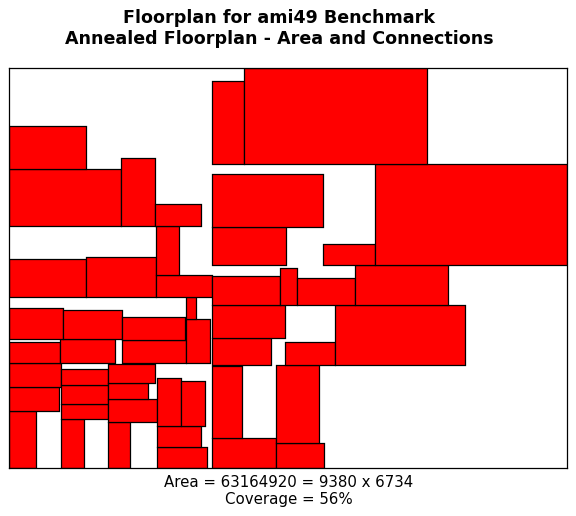 Floorplan for ami49 Benchmark
Annealed Floorplan - Area and Connections
Area = 63164920 = 9380 x 6734
Coverage = 56%